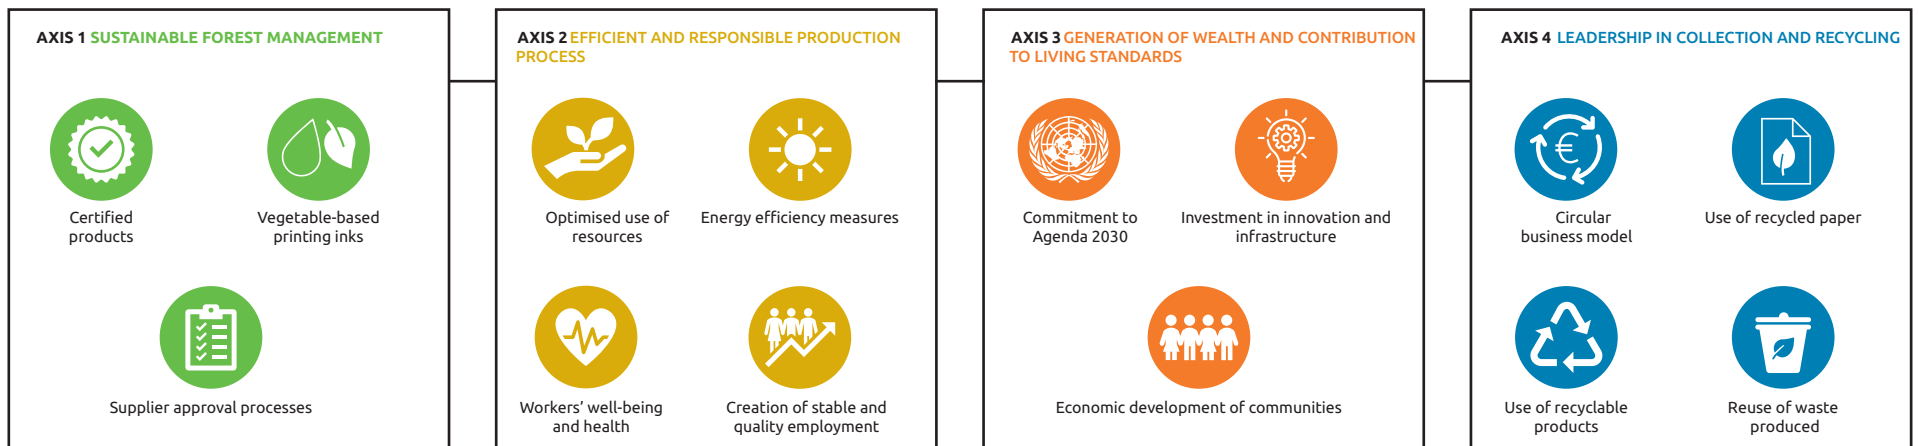 AXIS 1 SUSTAINABLE FOREST MANAGEMENT
Certified
products
Vegetable-based
printing inks
Supplier approval processes
AXIS 2 EFFICIENT AND RESPONSIBLE PRODUCTION
PROCESS
Optimised use of
resources
Energy efficiency measures
Workers’ well-being
and health
Creation of stable and
quality employment
AXIS 3 GENERATION OF WEALTH AND CONTRIBUTION
TO LIVING STANDARDS
Commitment to
Agenda 2030
Investment in innovation and
infrastructure
Economic development of communities
AXIS 4 LEADERSHIP IN COLLECTION AND RECYCLING
€
Circular
business model
Use of recycled paper
Use of recyclable
products
Reuse of waste
produced